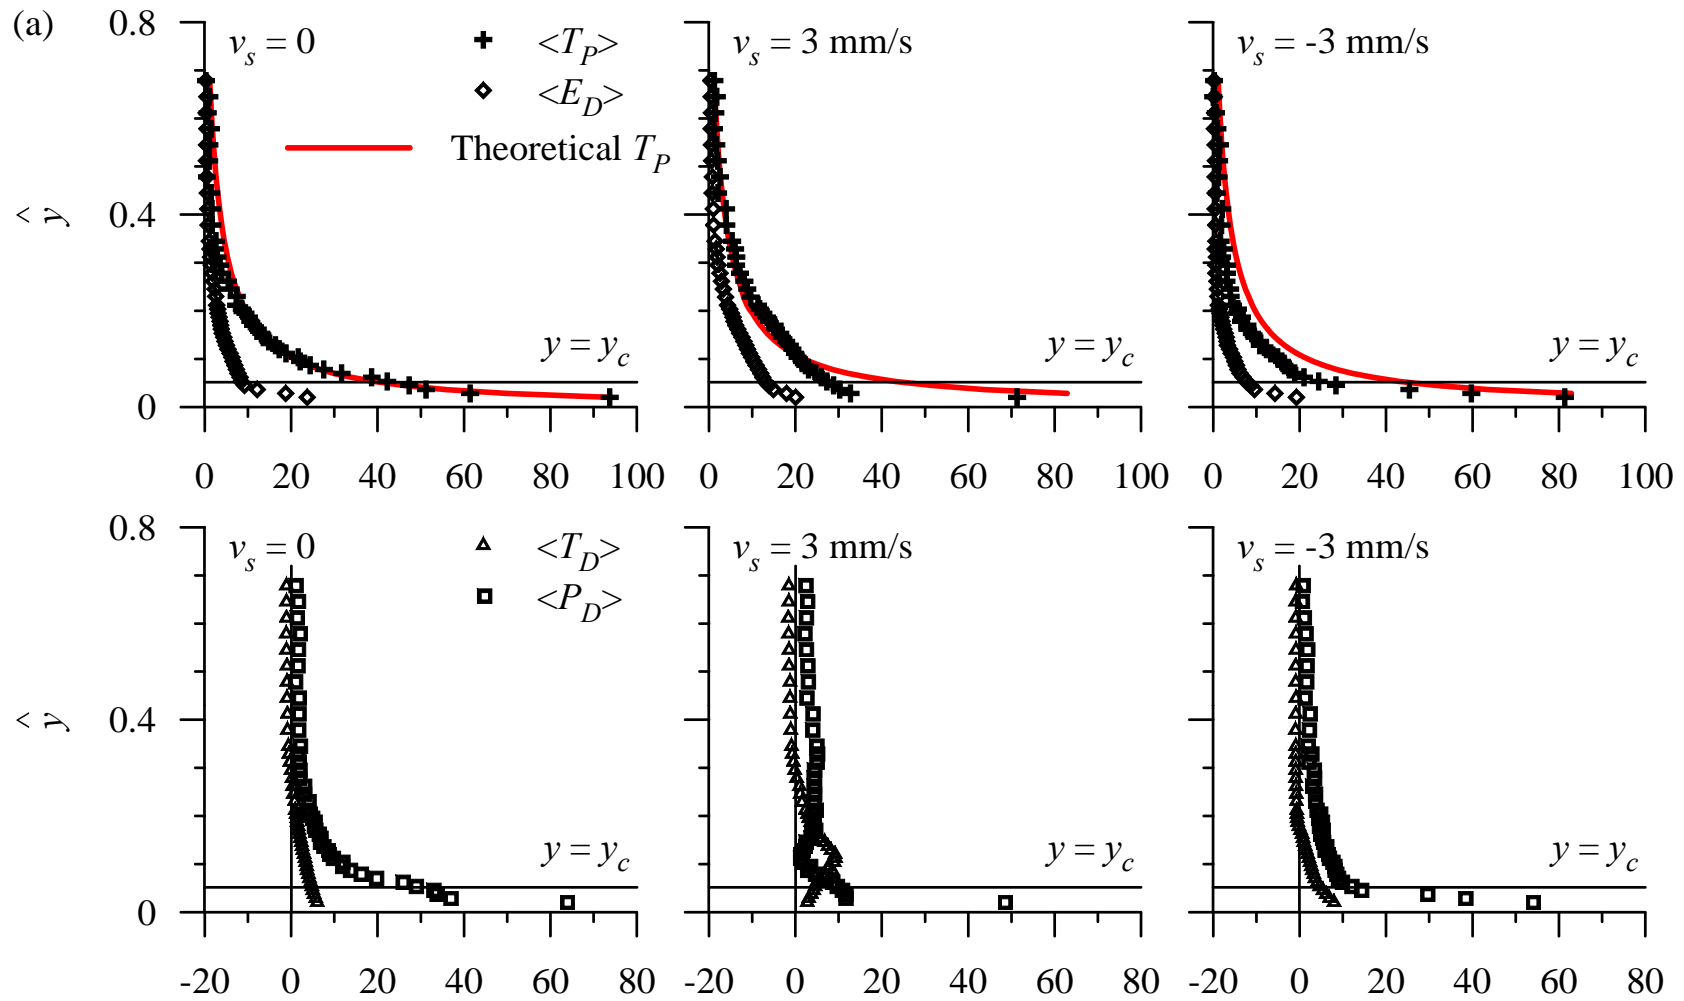 (a)
0.8
v_s = 0
<T_P>
v_s = 3 mm/s
v_s = -3 mm/s
<E_D>
Theoretical T_P
ŷ
0.4
y = y_c
y = y_c
y = y_c
0
0 20 40 60 80 100
0 20 40 60 80 100
0 20 40 60 80 100
0.8
v_s = 0
<T_D>
v_s = 3 mm/s
v_s = -3 mm/s
<P_D>
ŷ
0.4
y = y_c
y = y_c
y = y_c
0
-20 0 20 40 60 80
-20 0 20 40 60 80
-20 0 20 40 60 80